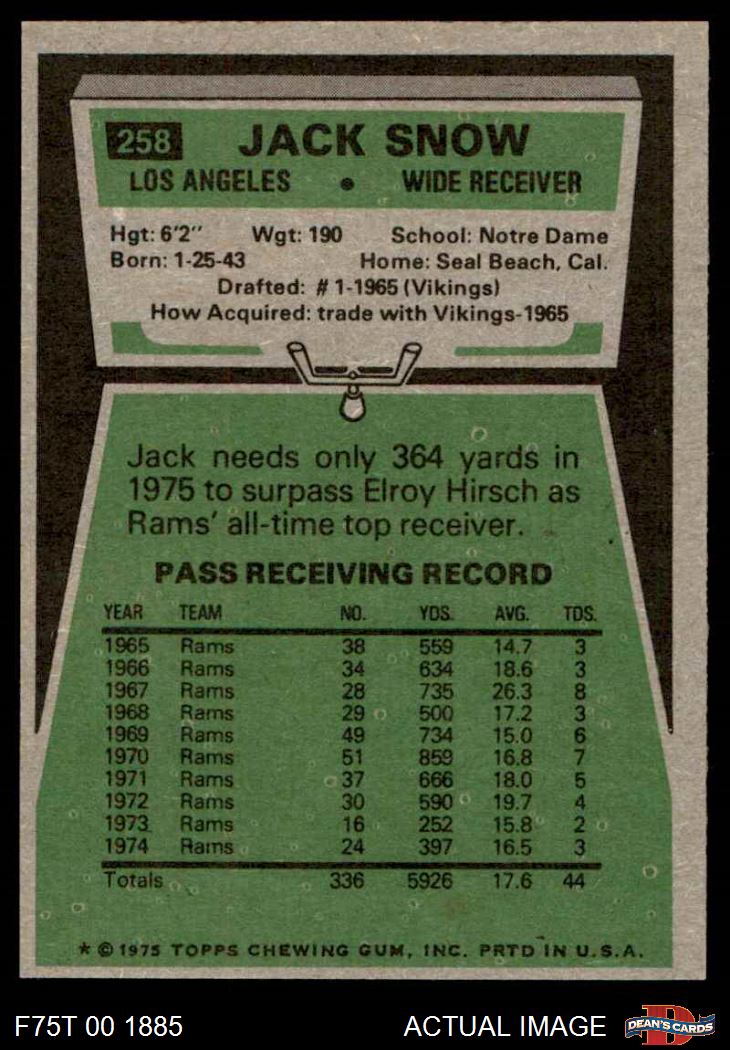 258 JACK SNOW
LOS ANGELES • WIDE RECEIVER
Hgt: 6'2" Wgt: 190 School: Notre Dame
Born: 1-25-43 Home: Seal Beach, Cal.
Drafted: #1-1965 (Vikings)
How Acquired: trade with Vikings-1965
Jack needs only 364 yards in
1975 to surpass Elroy Hirsch as
Rams' all-time top receiver.
PASS RECEIVING RECORD
YEAR TEAM NO. YDS. AVG. TDS.
1965 Rams 38 559 14.7 3
1966 Rams 34 634 18.6 3
1967 Rams 28 735 26.3 8
1968 Rams 29 500 17.2 3
1969 Rams 49 734 15.0 6
1970 Rams 51 859 16.8 7
1971 Rams 37 666 18.0 5
1972 Rams 30 590 19.7 4
1973 Rams 16 252 15.8 2
1974 Rams 24 397 16.5 3
Totals 336 5926 17.6 44
* © 1975 TOPPS CHEWING GUM, INC. PRTD IN U.S.A.
F75T 00 1885 ACTUAL IMAGE D DEAN'S CARDS